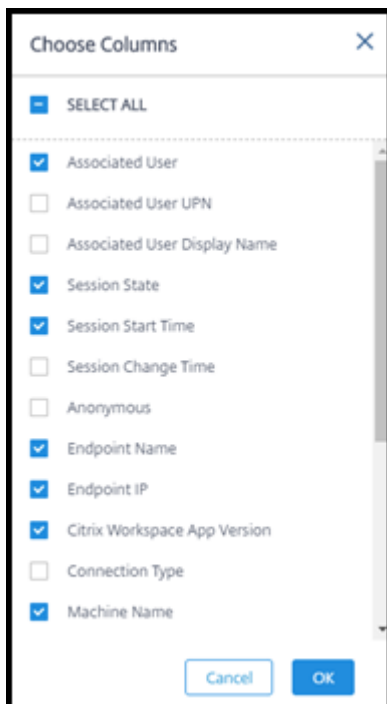 Choose Columns
SELECT ALL
Associated User
Associated User UPN
Associated User Display Name
Session State
Session Start Time
Session Change Time
Anonymous
Endpoint Name
Endpoint IP
Citrix Workspace App Version
Connection Type
Machine Name
Cancel OK